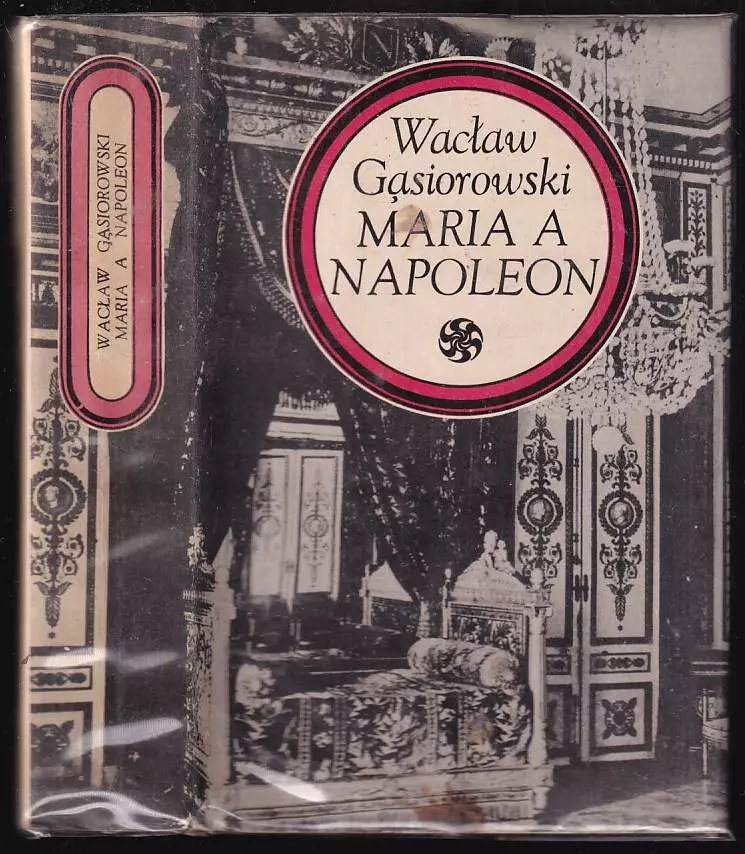 WACŁAW GĄSIOROWSKI
MARIA A NAPOLEON
N
Wacław
Gąsiorowski
MARIA A
NAPOLEON